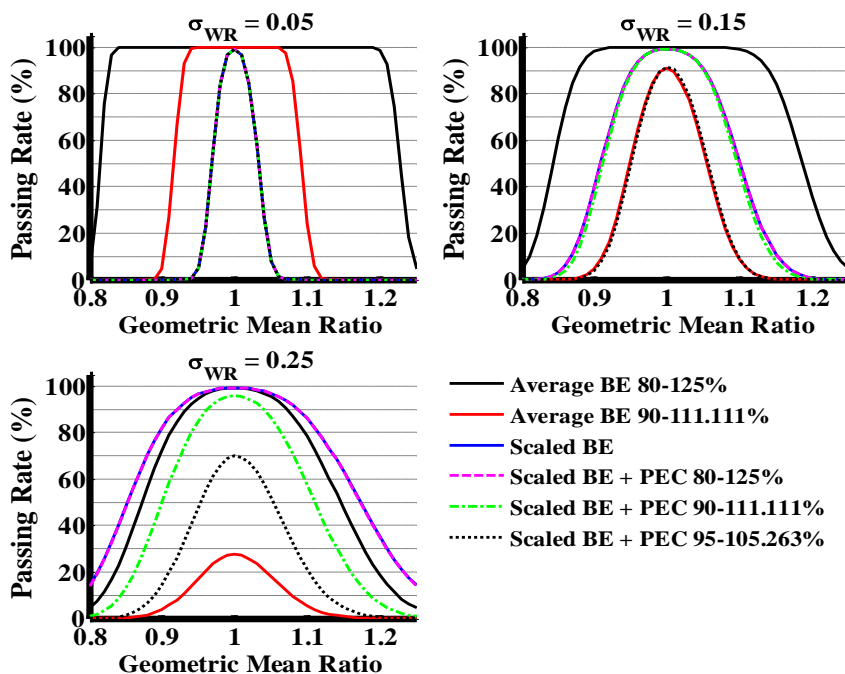 σWR = 0.05
Passing Rate (%)
100
80
60
40
20
0
0.8 0.9 1 1.1 1.2
Geometric Mean Ratio
σWR = 0.15
Passing Rate (%)
100
80
60
40
20
0
0.8 0.9 1 1.1 1.2
Geometric Mean Ratio
σWR = 0.25
Passing Rate (%)
100
80
60
40
20
0
0.8 0.9 1 1.1 1.2
Geometric Mean Ratio
Average BE 80-125%
Average BE 90-111.111%
Scaled BE
Scaled BE + PEC 80-125%
Scaled BE + PEC 90-111.111%
Scaled BE + PEC 95-105.263%